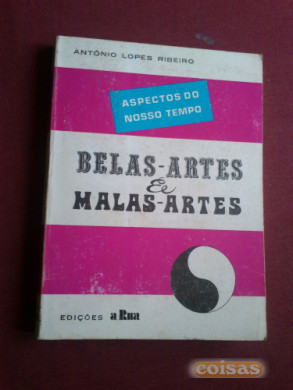 ANTÓNIO LOPES RIBEIRO
ASPECTOS DO
NOSSO TEMPO
BELAS-ARTES
&
MALAS-ARTES
EDIÇÕES a Rua
coisas